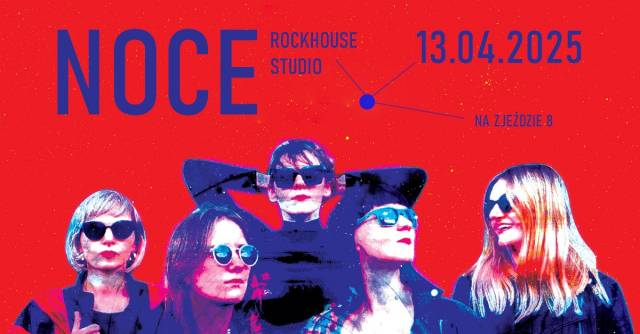 NOCE
ROCKHOUSE
STUDIO
13.04.2025
NA ZJEŹDZIE 8